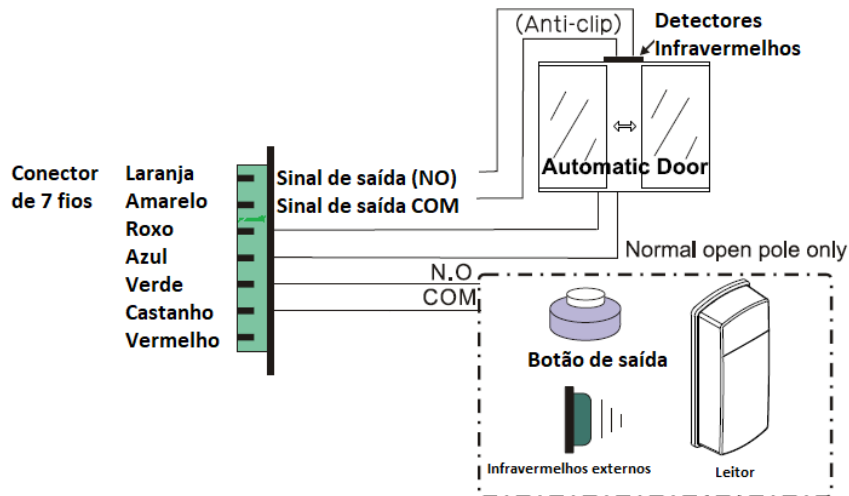 (Anti-clip)
Detectores
Infravermelhos
Automatic Door
Conector
de 7 fios
Laranja
Amarelo
Roxo
Azul
Verde
Castanho
Vermelho
Sinal de saída (NO)
Sinal de saída COM
Normal open pole only
N.O
COM
Botão de saída
Infravermelhos externos
Leitor